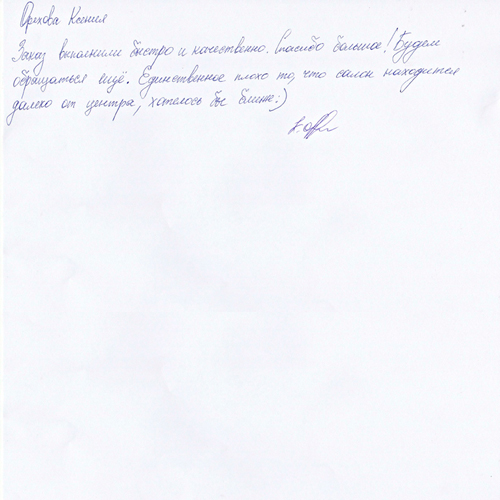 Орехова Ксения
Заказ выполнили быстро и качественно. Спасибо большое! Будем
обращаться ещё. Единственное плохо то, что салон находится
далеко от центра, хотелось бы ближе:)